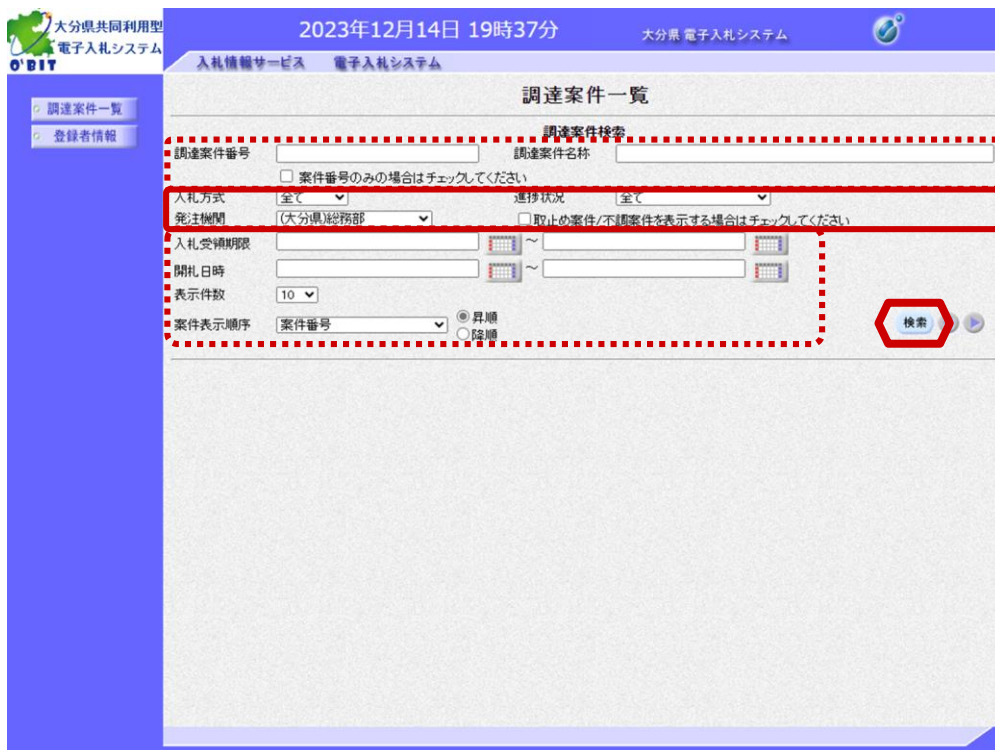 大分県共同利用型
電子入札システム
O'BIT
2023年12月14日 19時37分
大分県 電子入札システム
入札情報サービス 電子入札システム
調達案件一覧
登録者情報
調達案件一覧
調達案件検索
調達案件番号 調達案件名称
案件番号のみの場合はチェックしてください
入札方式 全て 進捗状況 全て
発注機関 (大分県)総務部 取止め案件/不調案件を表示する場合はチェックしてください
入札受領期限 ～
開札日時 ～
表示件数 10
案件表示順序 案件番号 昇順
降順
検索